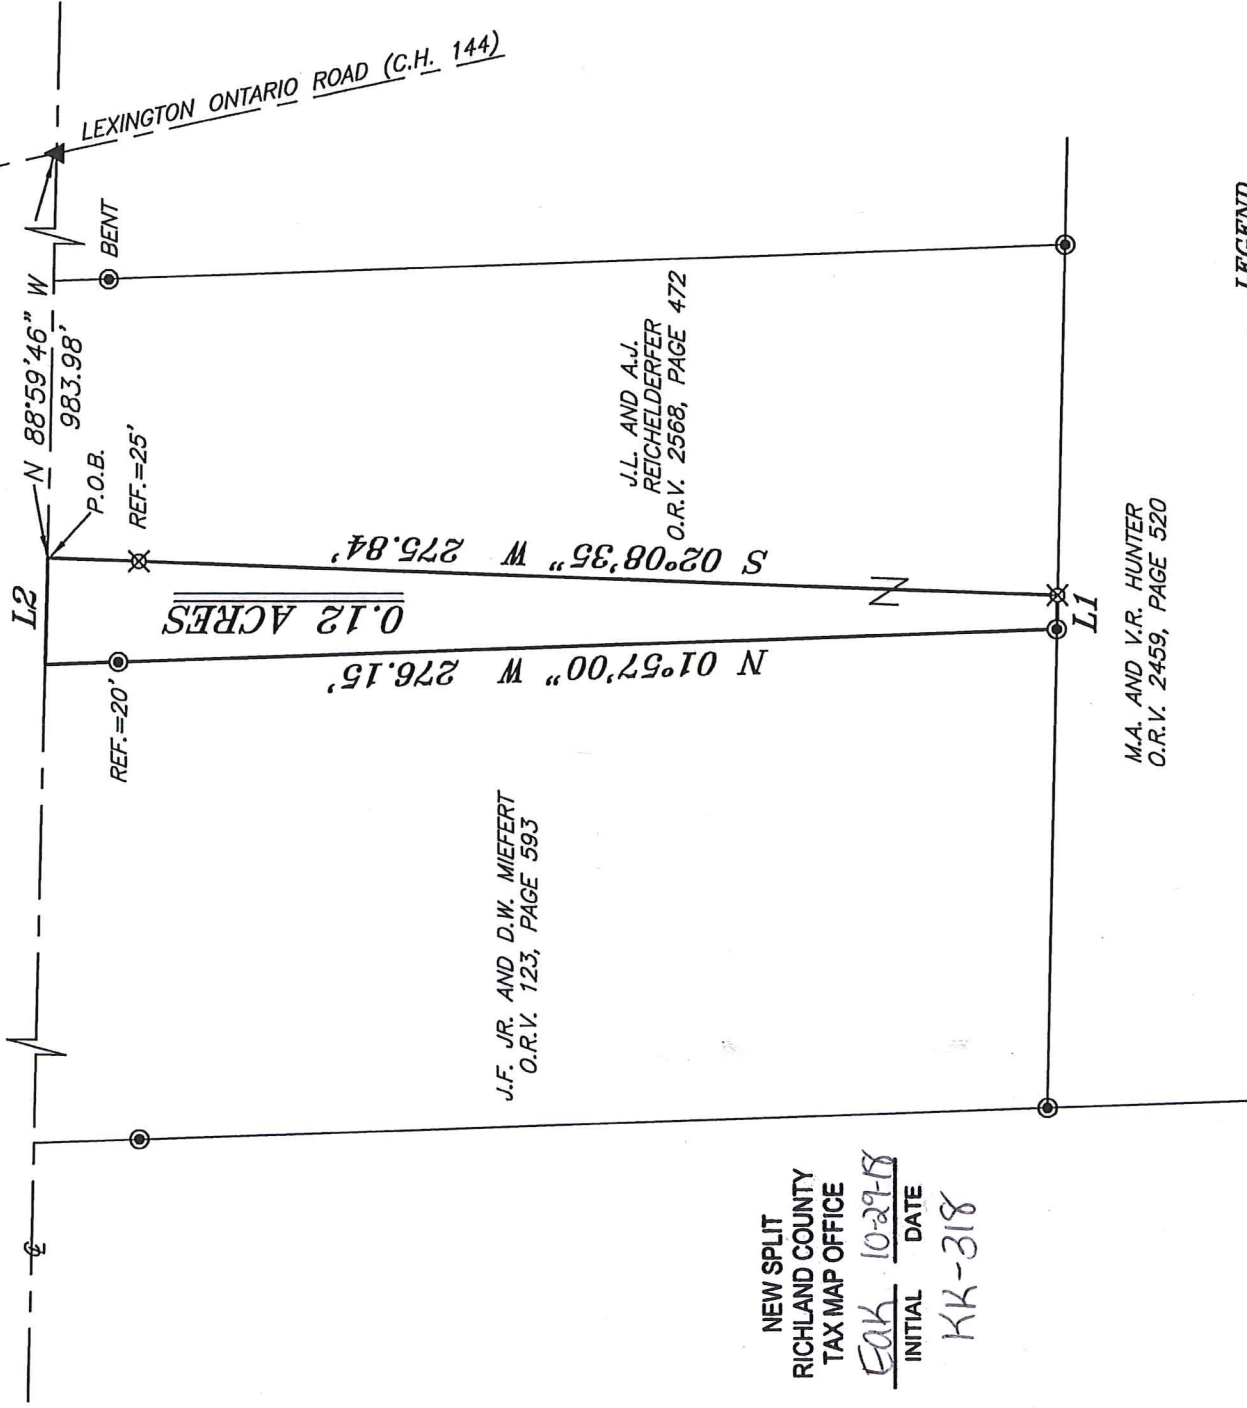 LEXINGTON ONTARIO ROAD (C.H. 144)
BENT
N 88°59'46" W
983.98'
P.O.B.
REF.=25'
L2
0.12 ACRES
S 02°08'35" W 275.84'
N 01°57'00" W 276.15'
REF.=20'
L1
J.L. AND A.J.
REICHELDERFER
O.R.V. 2568, PAGE 472
M.A. AND V.R. HUNTER
O.R.V. 2459, PAGE 520
J.F. JR. AND D.W. MIEFERT
O.R.V. 123, PAGE 593
LEGEND
NEW SPLIT
RICHLAND COUNTY
TAX MAP OFFICE
EAK 10-29-18
INITIAL DATE
KK-318